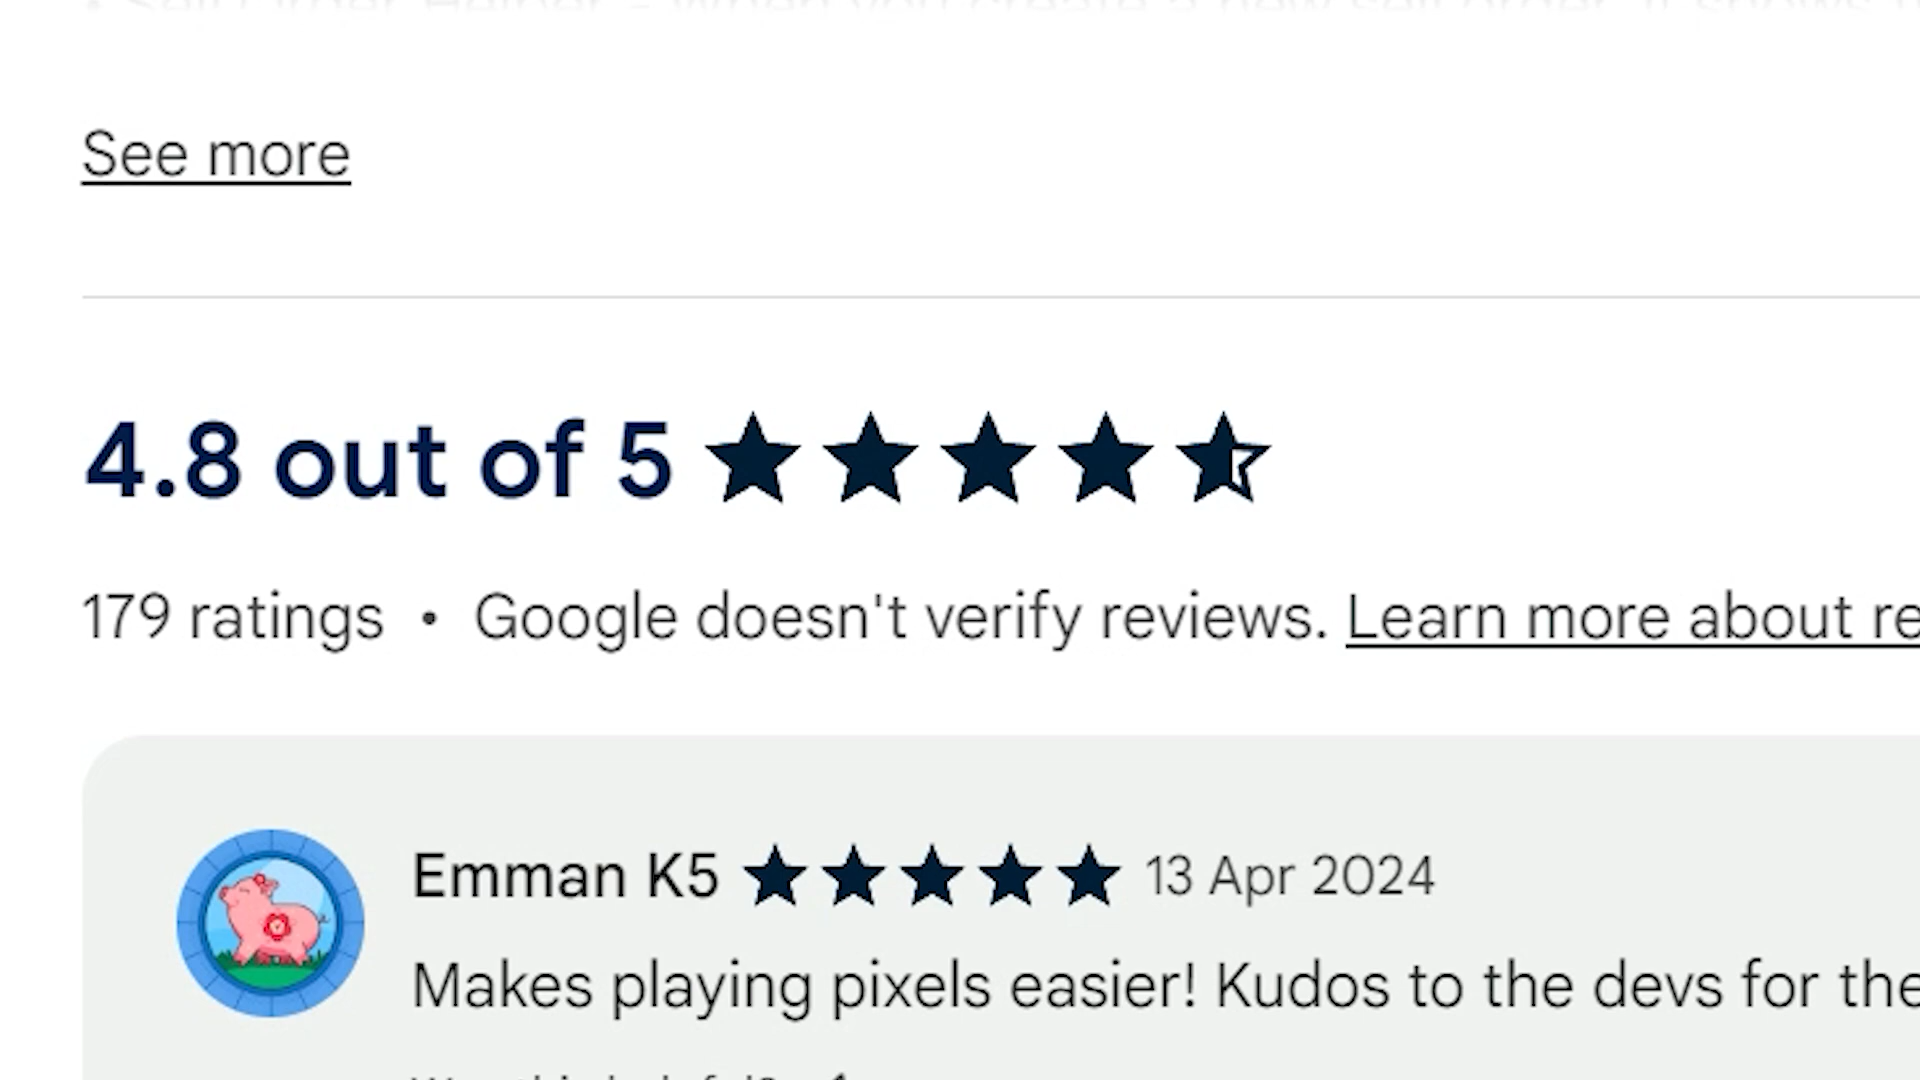 See more
4.8 out of 5
179 ratings • Google doesn't verify reviews. Learn more about re
Emman K5 13 Apr 2024
Makes playing pixels easier! Kudos to the devs for the